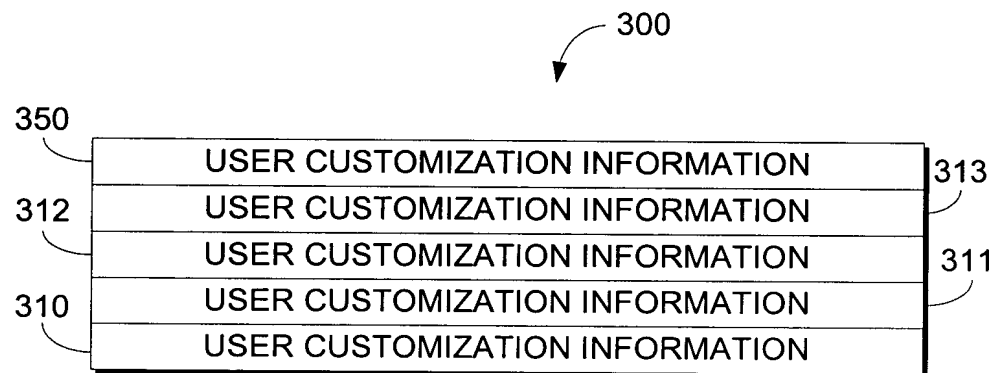 300
350
USER CUSTOMIZATION INFORMATION
313
USER CUSTOMIZATION INFORMATION
312
USER CUSTOMIZATION INFORMATION
311
USER CUSTOMIZATION INFORMATION
310
USER CUSTOMIZATION INFORMATION